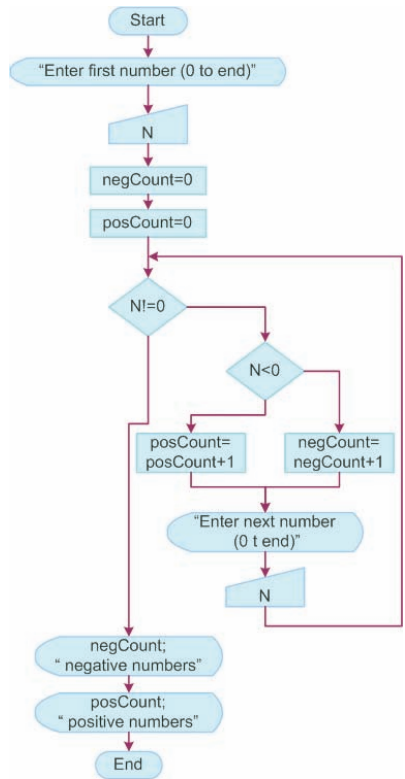 Start
“Enter first number (0 to end)”
N
negCount=0
posCount=0
N!=0
N<0
posCount=
posCount+1
negCount=
negCount+1
“Enter next number
(0 t end)”
N
negCount;
“ negative numbers”
posCount;
“ positive numbers”
End